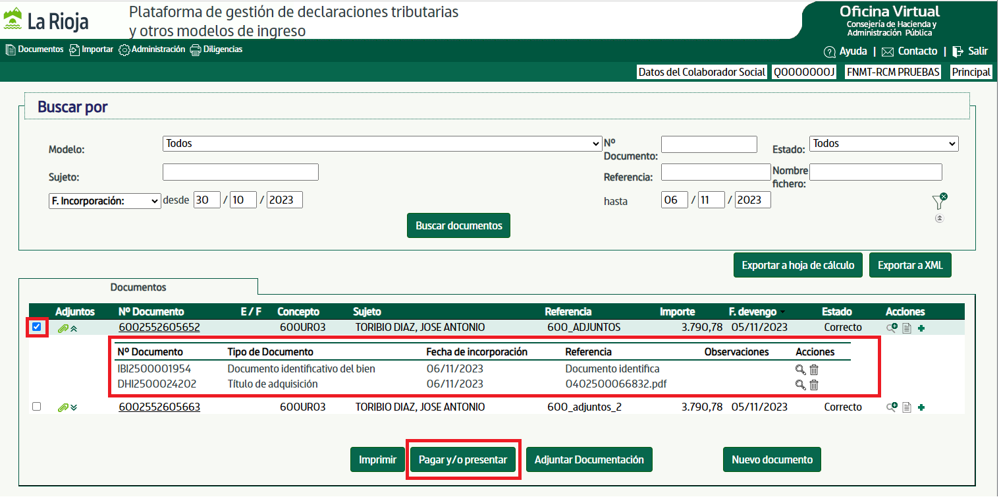 La Rioja
Plataforma de gestión de declaraciones tributarias
y otros modelos de ingreso
Oficina Virtual
Consejería de Hacienda y
Administración Pública
Documentos Importar Administración Diligencias
Ayuda | Contacto | Salir
Datos del Colaborador Social Q0000000J FNMT-RCM PRUEBAS Principal
Buscar por
Modelo: Todos Nº Documento: Estado: Todos
Sujeto: Referencia: Nombre fichero:
F. Incorporación: desde 30 / 10 / 2023 hasta 06 / 11 / 2023
Buscar documentos
Exportar a hoja de cálculo Exportar a XML
Documentos
Adjuntos Nº Documento E / F Concepto Sujeto Referencia Importe F. devengo Estado Acciones
6002552605652 600UR03 TORIBIO DIAZ, JOSE ANTONIO 600_ADJUNTOS 3.790,78 05/11/2023 Correcto
Nº Documento Tipo de Documento Fecha de incorporación Referencia Observaciones Acciones
IBI2500001954 Documento identificativo del bien 06/11/2023 Documento identifica
DHI2500024202 Título de adquisición 06/11/2023 0402500066832.pdf
6002552605663 600UR03 TORIBIO DIAZ, JOSE ANTONIO 600_adjuntos_2 3.790,78 05/11/2023 Correcto
Imprimir Pagar y/o presentar Adjuntar Documentación Nuevo documento